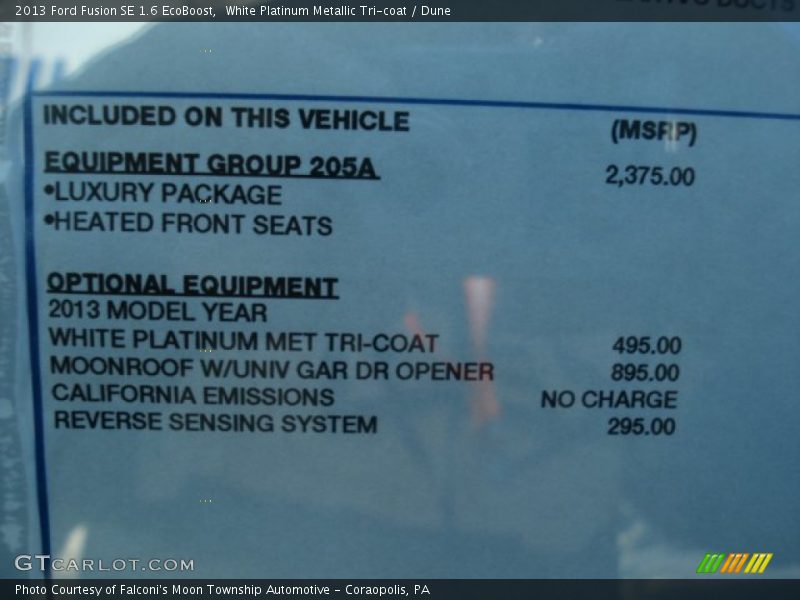 2013 Ford Fusion SE 1.6 EcoBoost, White Platinum Metallic Tri-coat / Dune
INCLUDED ON THIS VEHICLE (MSRP)
EQUIPMENT GROUP 205A 2,375.00
•LUXURY PACKAGE
•HEATED FRONT SEATS
OPTIONAL EQUIPMENT
2013 MODEL YEAR
WHITE PLATINUM MET TRI-COAT 495.00
MOONROOF W/UNIV GAR DR OPENER 895.00
CALIFORNIA EMISSIONS NO CHARGE
REVERSE SENSING SYSTEM 295.00
GTCARLOT.COM
Photo Courtesy of Falconi's Moon Township Automotive - Coraopolis, PA